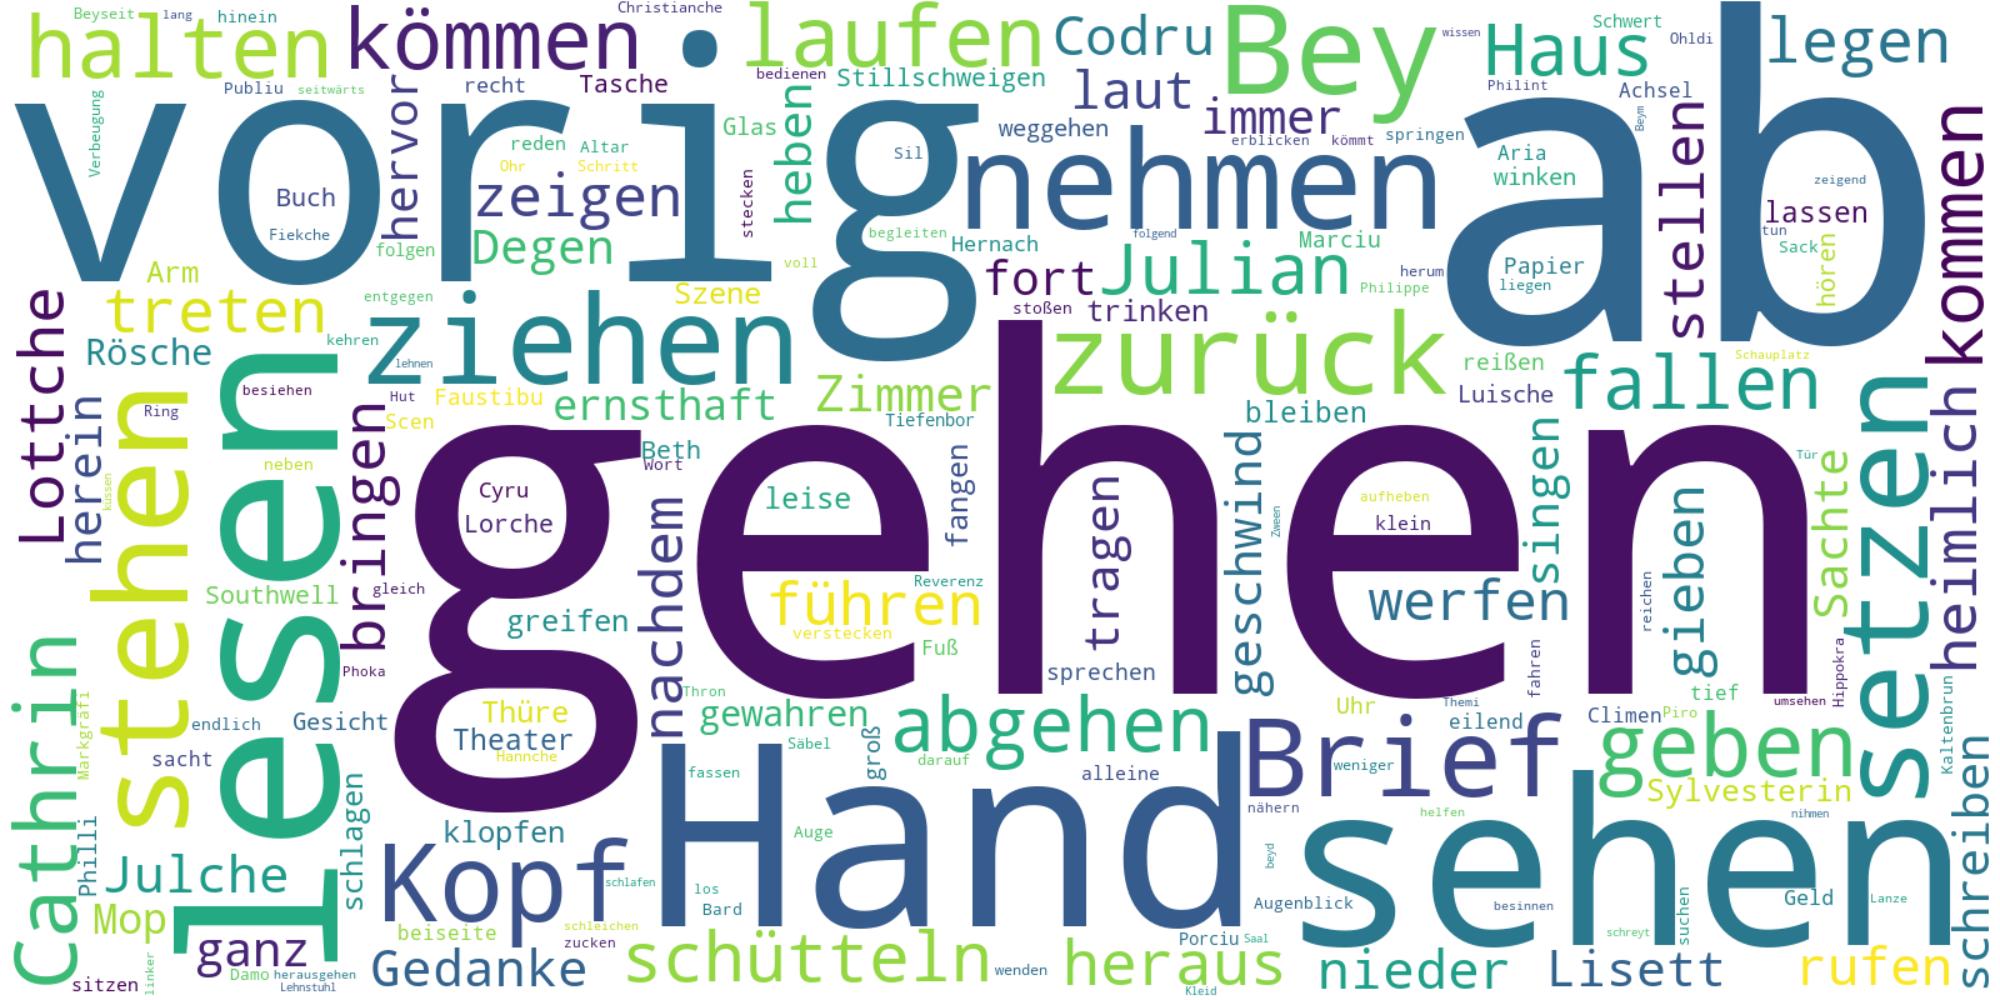 Beyseit lang hinein
Christianche
halten
kömmen
laufen
Codru
Bey
wissen
Haus
Schwert
Ohldi
legen
Publiu seitwärts
recht
Tasche
bedienen Stillschweigen
laut
immer
Philint
Achsel
Verbeugung
hervor
vorig
ab
Glas
heben
weggehen
erblicken kömmt springen
Beym
reden Altar
Ohr Schritt
Sil
nehmen
Aria
winken
stellen
zeigend
kommen
Buch
Fiekche
zeigen
stecken
lassen
tun
Sack
hören
folgen
Degen
voll
begleiten
Hernach
folgend
Marciu
Arm
treten
entgegen
Szene
fort
Julian
herum
Philippe
Papier
liegen
Lottche
Rösche
kehren
ziehen
lehnen
stoßen trinken
zurück
reißen
Schauplatz
herein
küssen
stehen
Ring
besiehen
lesen
Hut
Scen
Faustibu
ernsthaft
Zimmer
Tiefenbor
bleiben
Luische
fallen
setzen
heimlich
neben
bringen
gehen
Beth
Wort
Cyru
Lorche
leise
fangen
tragen
geschwind
Zween
aufheben
klein
singen
gieben
Tür
Sachte
Southwell
gleich
greifen
nachdem
führen
verstecken
Reverenz
Fuß
sprechen
werfen
reichen
fahren
Hippokra
Cathrin
Markgräfi
Phoka
endlich
Gesicht
sacht
Thüre
Theater
Hannche
Thron
gewahren
Säbel
groß
abgehen
darauf
alleine
Uhr
Themi
eilend
Brief
weniger
Climen
Piro
tief
umsehen
geben
Sylvesterin
Kaltenbrun
schreiben
Philli
Julche
schlagen
klopfen
Kopf
schlafen
fassen
los
Bard
Auge
Hand
nähern
beyd
Augenblick
helfen
sehen
besinnen
nihmen
Geld
Lanze
Mop
ganz
beiseite
schleichen
zucken
Porciu
Saal
schreyt
suchen
sitzen
linker
Damo
herausgehen
Lehnstuhl
Gedanke
schütteln
wenden
heraus
Kleid
nieder
Lisett
rufen